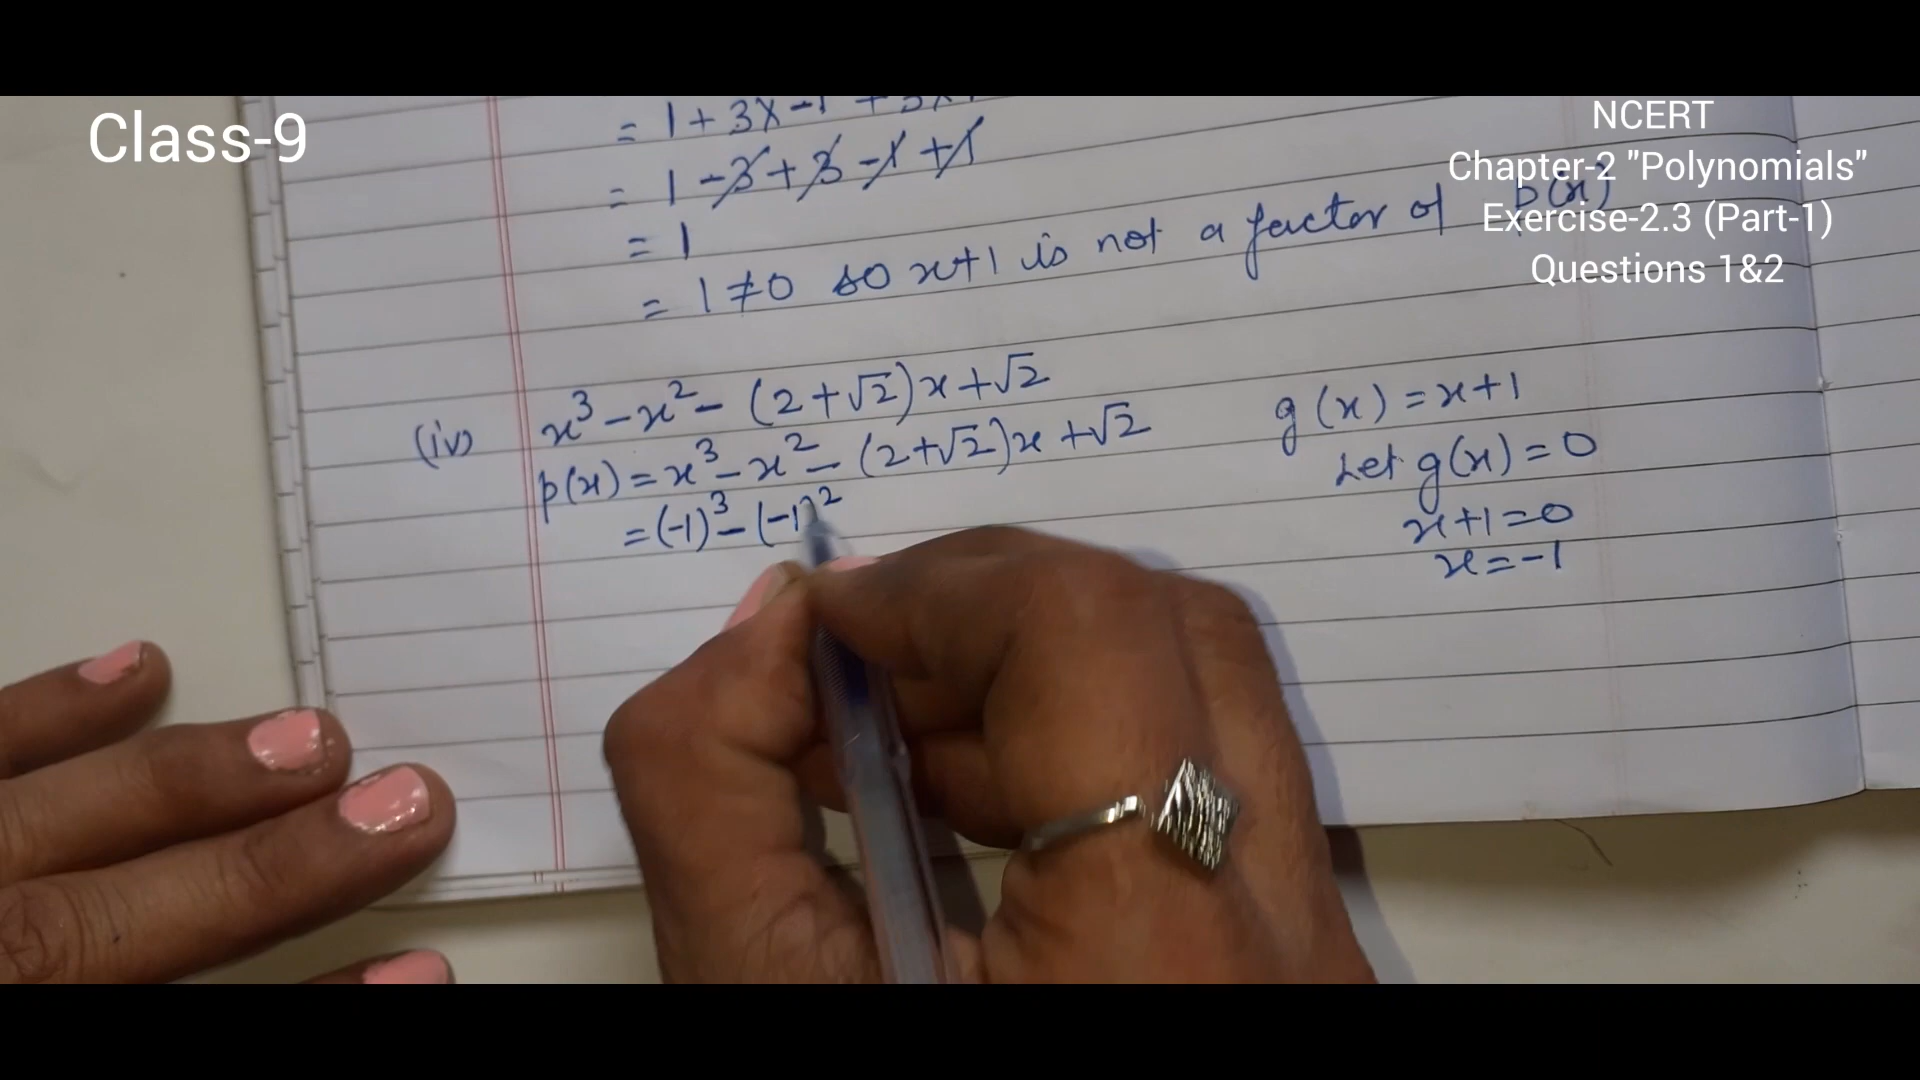 Class-9
NCERT
Chapter-2 "Polynomials"
Exercise-2.3 (Part-1)
Questions 1&2
= 1 + 3x-1 +
= 1 - 3 + 3 - 1 + 1
= 1
= 1 ≠ 0 so x+1 is not a factor of p(x)
(iv) x³ - x² - (2+√2)x + √2
p(x) = x³ - x² - (2+√2)x + √2
= (-1)³ - (-1)²
g(x) = x+1
Let g(x) = 0
x+1 = 0
x = -1